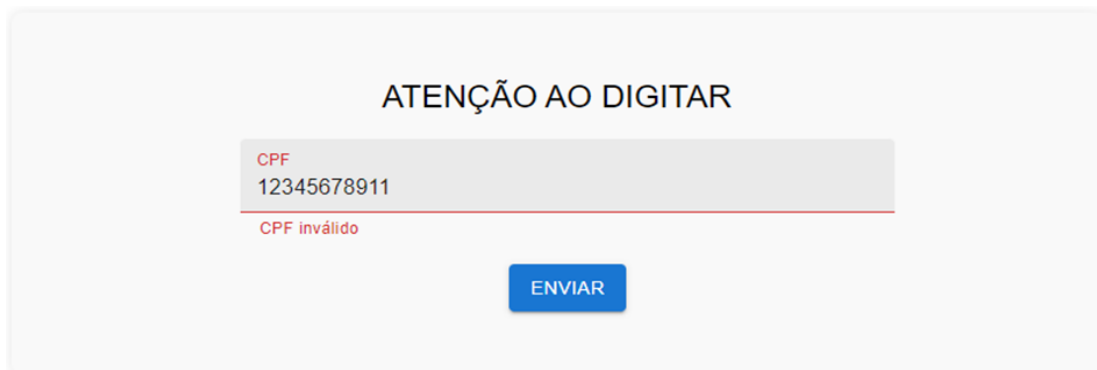 ATENÇÃO AO DIGITAR
CPF
12345678911
CPF inválido
ENVIAR